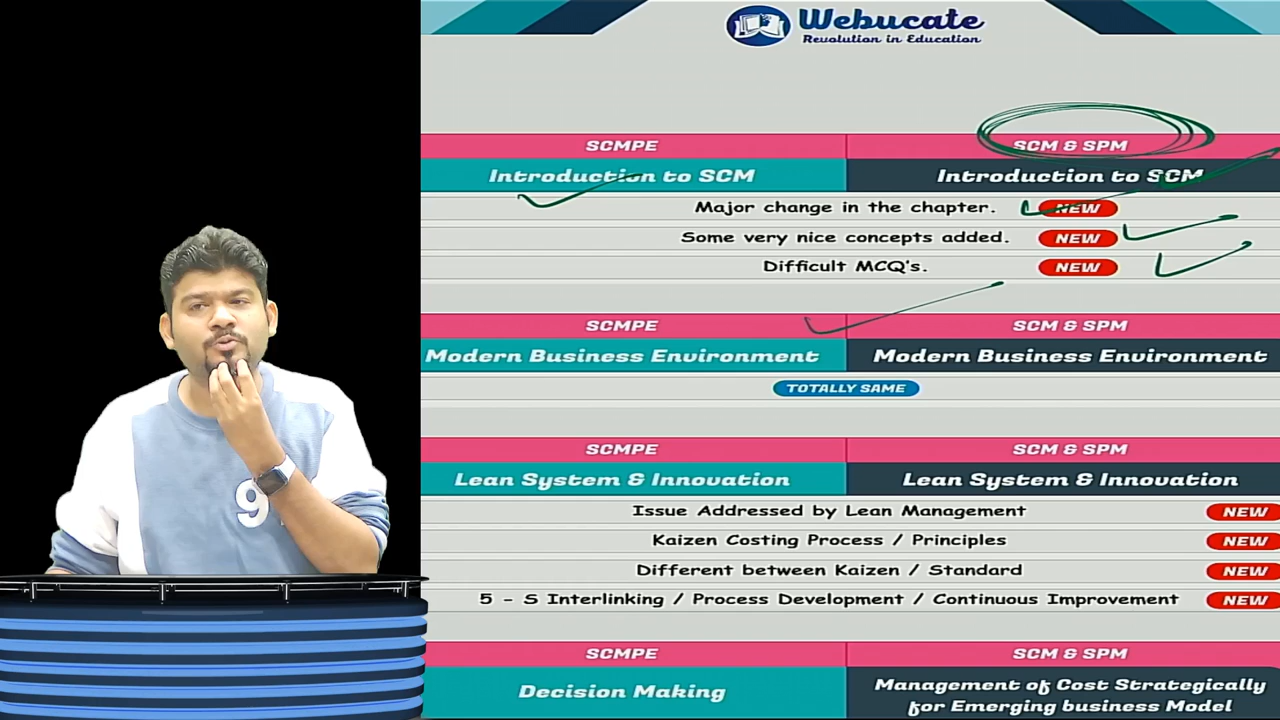 Webucate
Revolution in Education
SCMPE SCM & SPM
Introduction to SCM Introduction to SCM
Major change in the chapter. NEW
Some very nice concepts added. NEW
Difficult MCQ's. NEW
SCMPE SCM & SPM
Modern Business Environment Modern Business Environment
TOTALLY SAME
SCMPE SCM & SPM
Lean System & Innovation Lean System & Innovation
Issue Addressed by Lean Management NEW
Kaizen Costing Process / Principles NEW
Different between Kaizen / Standard NEW
5 - S Interlinking / Process Development / Continuous Improvement NEW
SCMPE SCM & SPM
Decision Making Management of Cost Strategically
for Emerging business Model